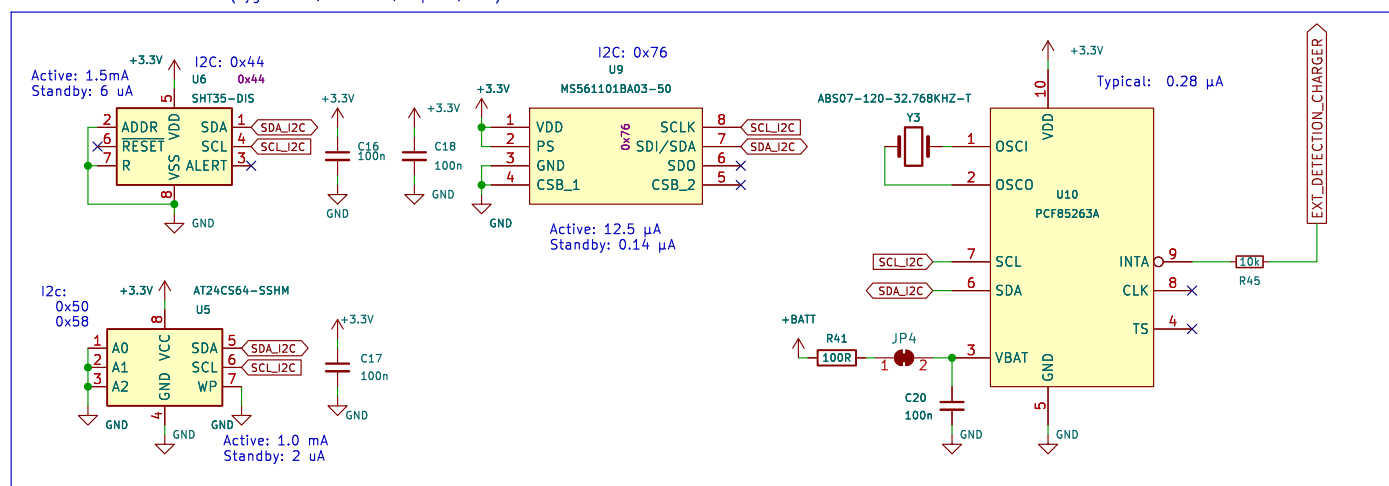 +3.3V
I2C: 0x44
Active: 1.5mA
Standby: 6 uA
U6
0x44
SHT35-DIS
5
VDD
2
ADDR
SDA
1
SDA_I2C
6
RESET
SCL
4
SCL_I2C
7
R
VSS
ALERT
3
8
GND
+3.3V
C16
100n
GND
+3.3V
C18
100n
GND
I2C: 0x76
U9
MS561101BA03-50
+3.3V
0x76
1
VDD
SCLK
8
SCL_I2C
2
PS
SDI/SDA
7
SDA_I2C
3
GND
SDO
6
4
CSB_1
CSB_2
5
GND
Active: 12.5 µA
Standby: 0.14 µA
+3.3V
Typical: 0.28 µA
ABS07-120-32.768KHZ-T
Y3
10
VDD
1
OSCI
2
OSCO
U10
PCF85263A
7
SCL
SCL_I2C
6
SDA
SDA_I2C
INTA
9
10k
R45
EXT_DETECTION_CHARGER
CLK
8
TS
4
+BATT
R41
100R
JP4
1
2
3
VBAT
GND
5
C20
100n
GND
GND
I2c:
0x50
0x58
+3.3V
AT24CS64-SSHM
U5
8
VCC
1
A0
SDA
5
SDA_I2C
2
A1
SCL
6
SCL_I2C
3
A2
WP
7
GND
4
GND
GND
GND
Active: 1.0 mA
Standby: 2 uA
+3.3V
C17
100n
GND